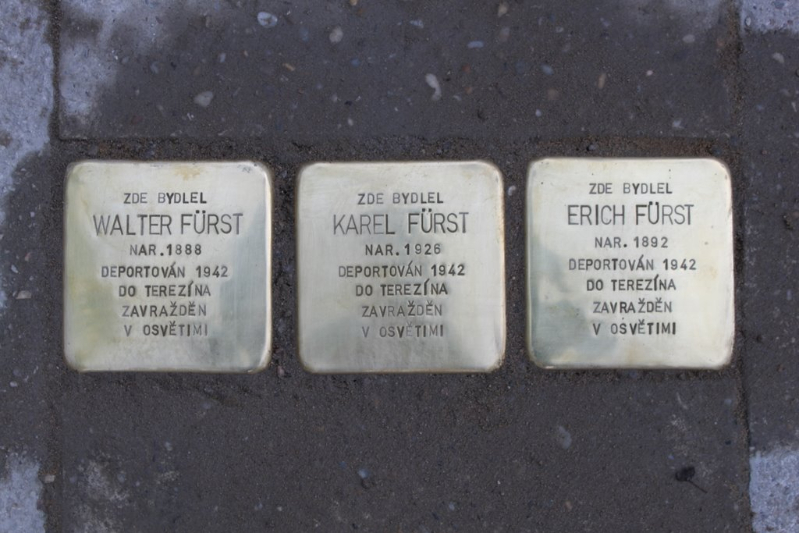 ZDE BYDLEL
WALTER FÜRST
NAR. 1888
DEPORTOVÁN 1942
DO TEREZÍNA
ZAVRAŽDĚN
V OSVĚTIMI
ZDE BYDLEL
KAREL FÜRST
NAR. 1926
DEPORTOVÁN 1942
DO TEREZÍNA
ZAVRAŽDĚN
V OSVĚTIMI
ZDE BYDLEL
ERICH FÜRST
NAR. 1892
DEPORTOVÁN 1942
DO TEREZÍNA
ZAVRAŽDĚN
V OSVĚTIMI